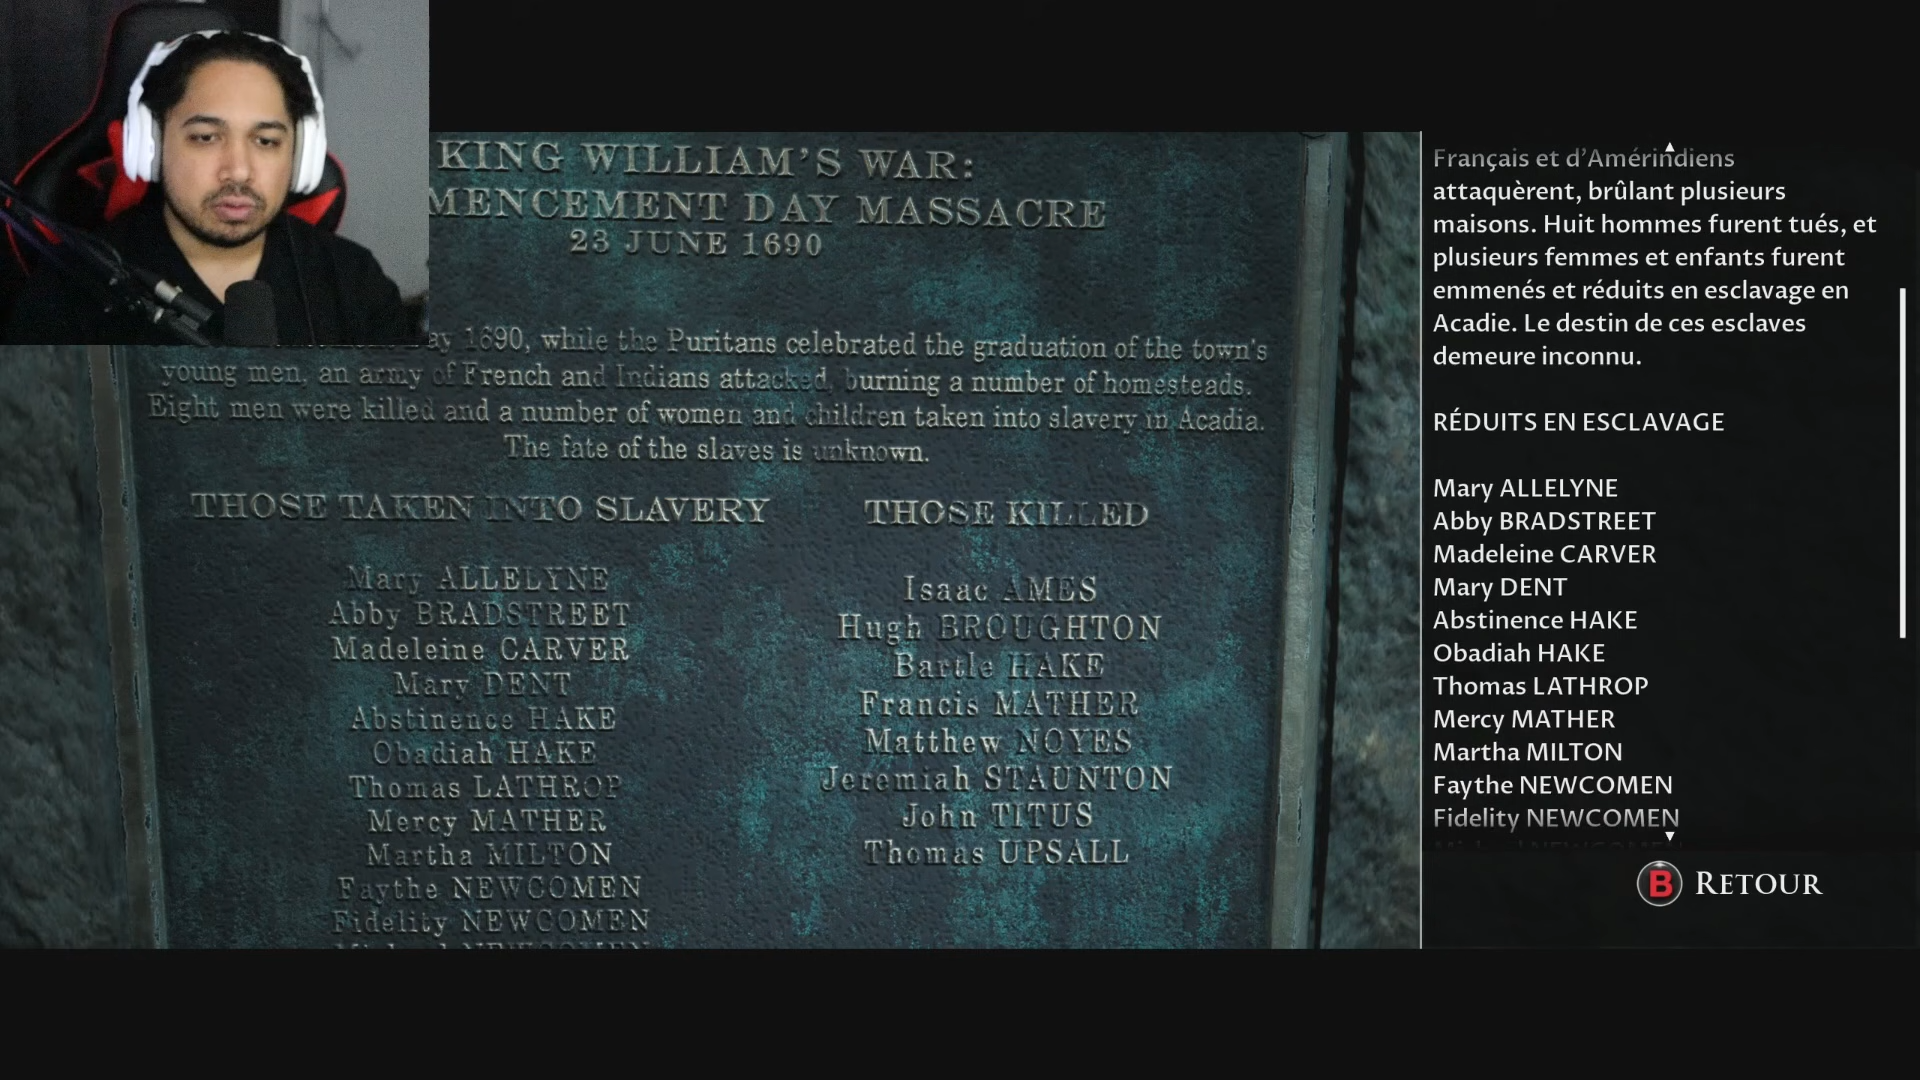 KING WILLIAM'S WAR:
MENCEMENT DAY MASSACRE
23 JUNE 1690
1690, while the Puritans celebrated the graduation of the town's
young men, an army of French and Indians attacked, burning a number of homesteads.
Eight men were killed and a number of women and children taken into slavery in Acadia.
The fate of the slaves is unknown.
THOSE TAKEN INTO SLAVERY
Mary ALLELYNE
Abby BRADSTREET
Madeleine CARVER
Mary DENT
Abstinence HAKE
Obadiah HAKE
Thomas LATHROP
Mercy MATHER
Martha MILTON
Faythe NEWCOMEN
Fidelity NEWCOMEN
THOSE KILLED
Isaac AMES
Hugh BROUGHTON
Bartle HAKE
Francis MATHER
Matthew NOYES
Jeremiah STAUNTON
John TITUS
Thomas UPSALL
Français et d'Amérindiens
attaquèrent, brûlant plusieurs
maisons. Huit hommes furent tués, et
plusieurs femmes et enfants furent
emmenés et réduits en esclavage en
Acadie. Le destin de ces esclaves
demeure inconnu.
RÉDUITS EN ESCLAVAGE
Mary ALLELYNE
Abby BRADSTREET
Madeleine CARVER
Mary DENT
Abstinence HAKE
Obadiah HAKE
Thomas LATHROP
Mercy MATHER
Martha MILTON
Faythe NEWCOMEN
Fidelity NEWCOMEN
B RETOUR